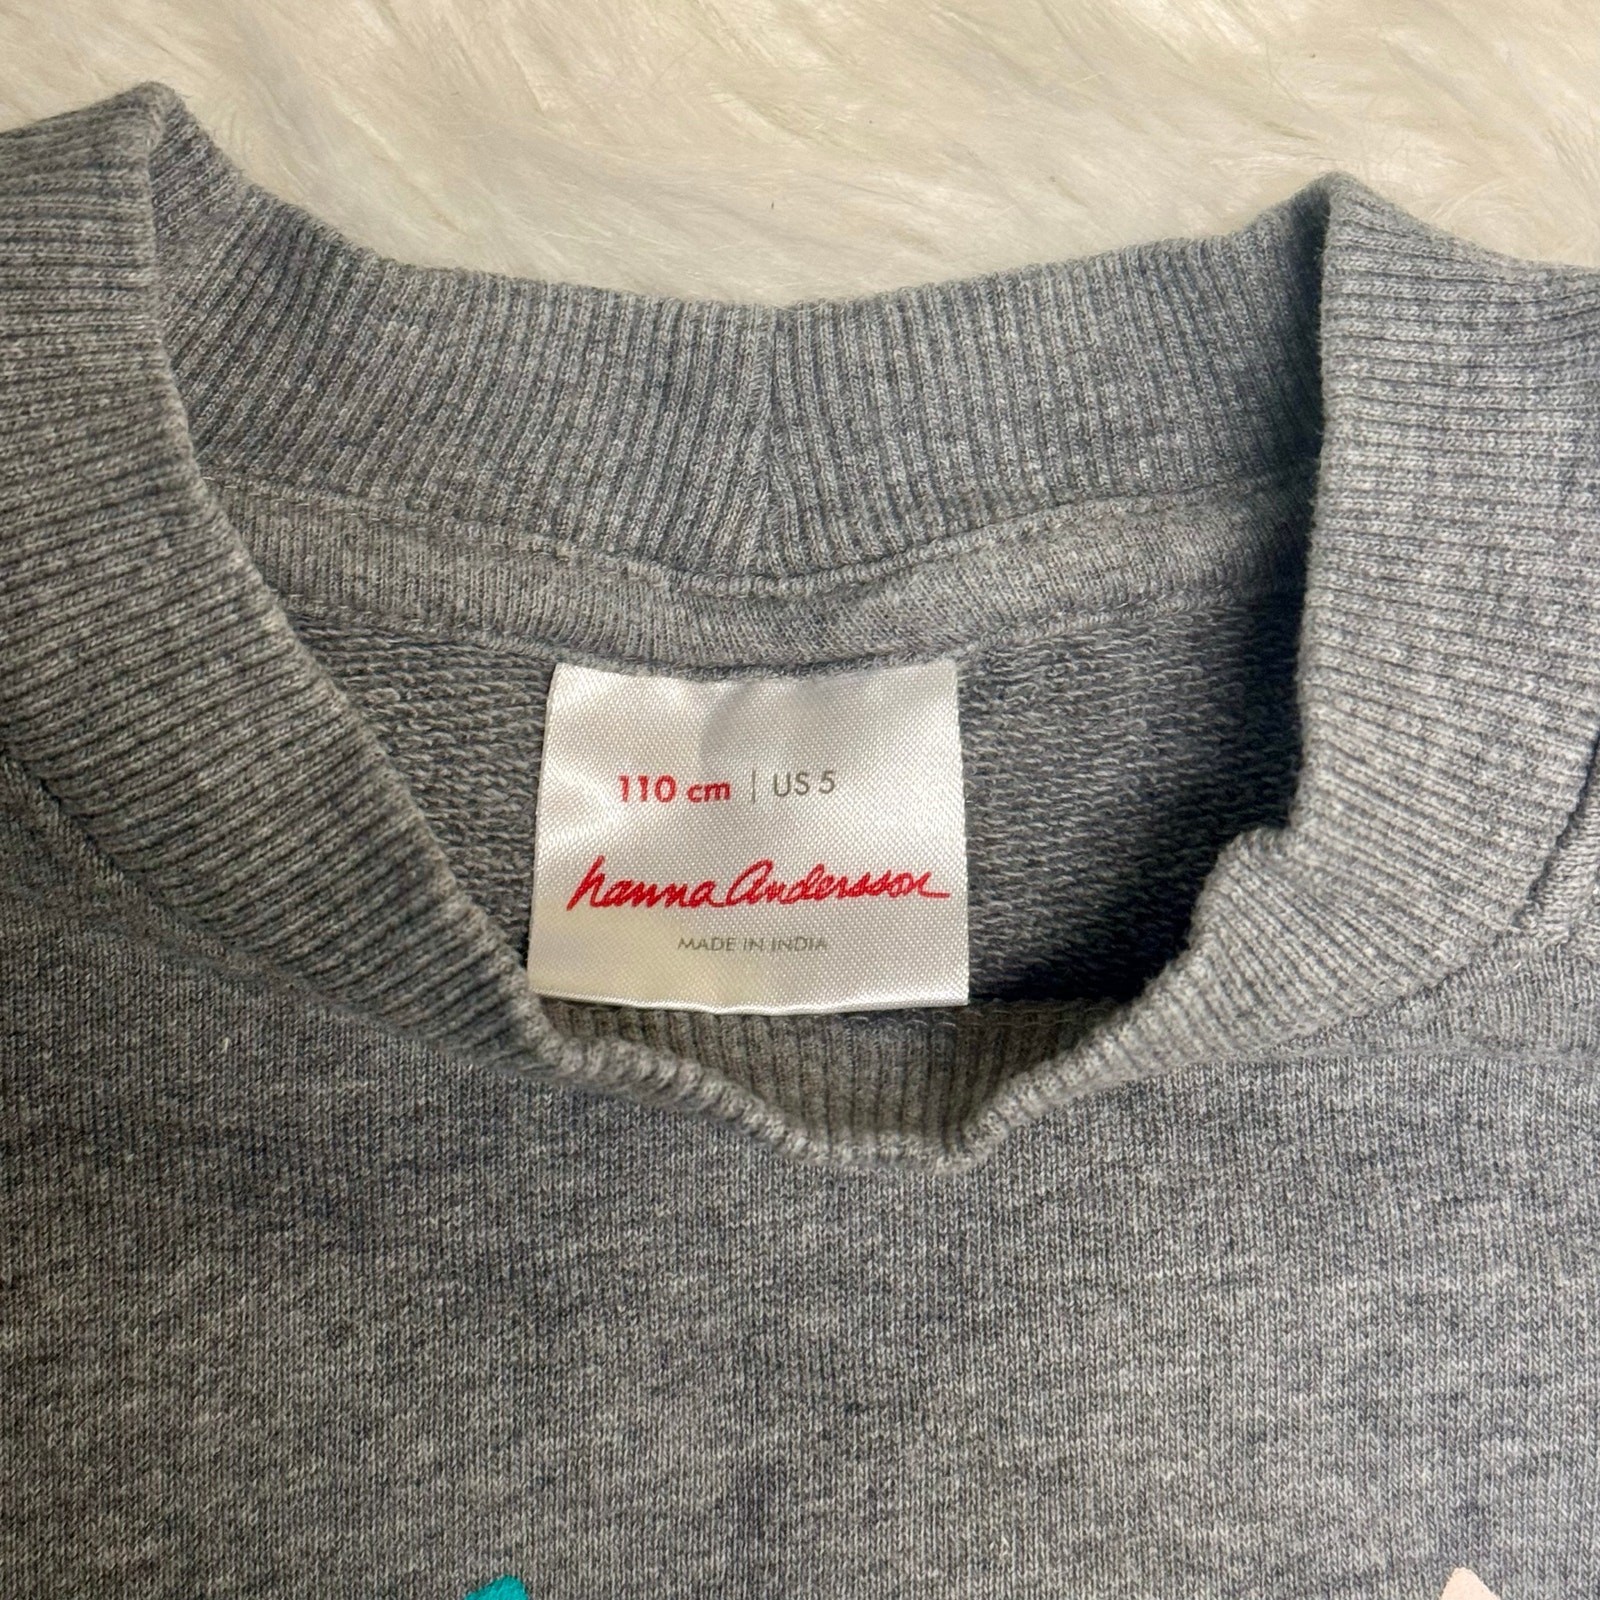 110 cm | US 5
hanna Andersson
MADE IN INDIA